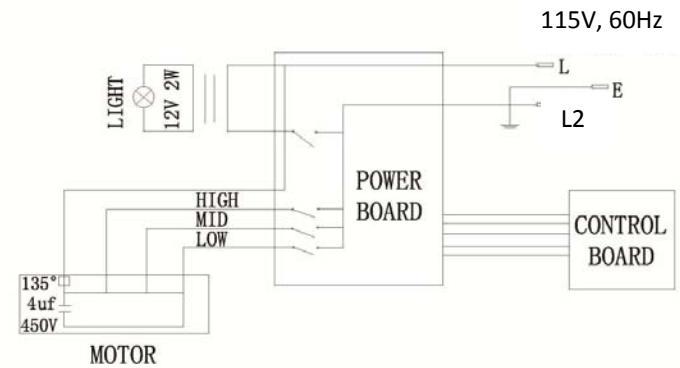 115V, 60Hz
L
E
L2
LIGHT
12V 2W
POWER
BOARD
HIGH
MID
LOW
CONTROL
BOARD
135°
4uf
450V
MOTOR